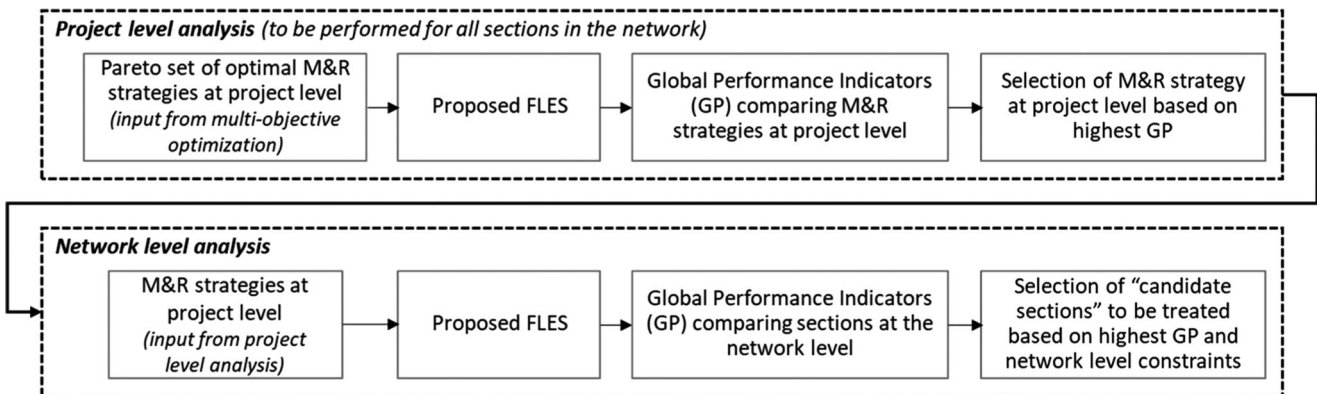 Project level analysis (to be performed for all sections in the network)
Pareto set of optimal M&R
strategies at project level
(input from multi-objective
optimization)
Proposed FLES
Global Performance Indicators
(GP) comparing M&R
strategies at project level
Selection of M&R strategy
at project level based on
highest GP
Network level analysis
M&R strategies at
project level
(input from project
level analysis)
Proposed FLES
Global Performance Indicators
(GP) comparing sections at the
network level
Selection of “candidate
sections” to be treated
based on highest GP and
network level constraints